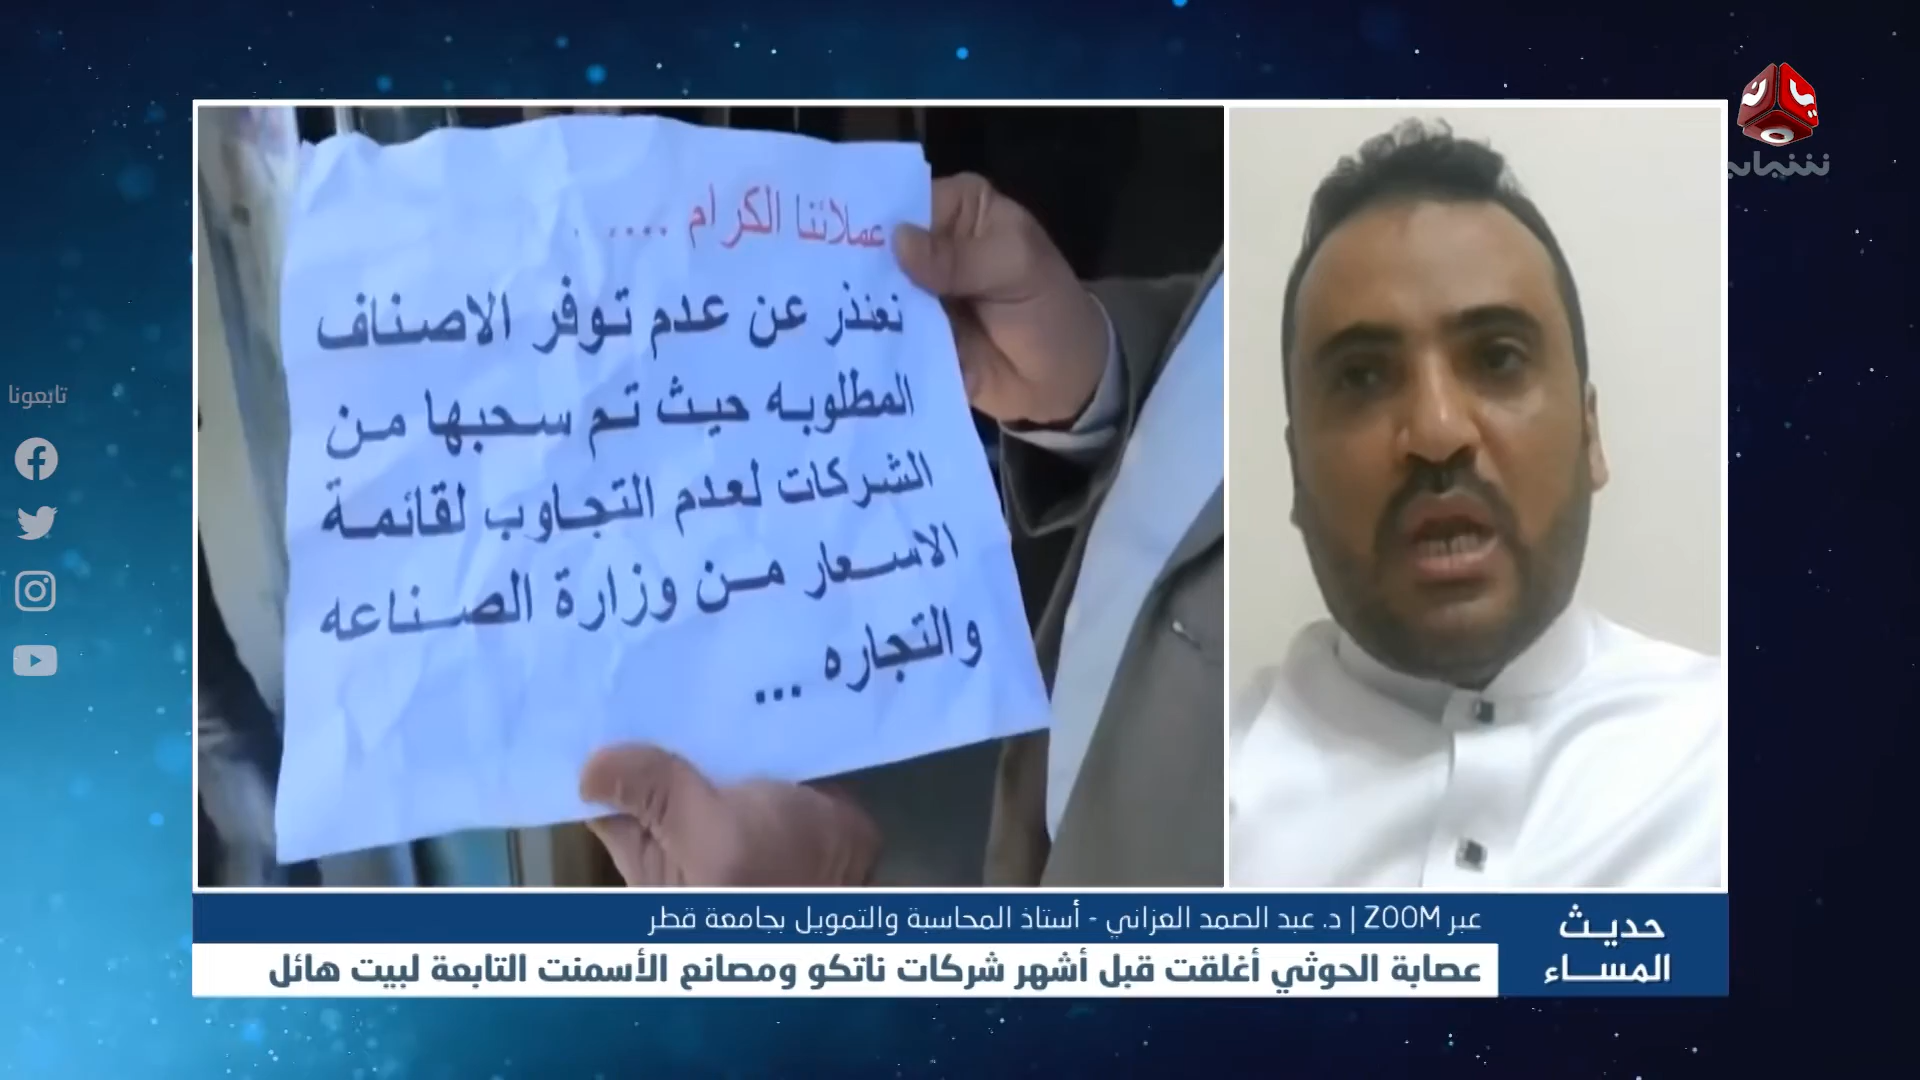 عملائنا الكرام ....
نعتذر عن عدم توفر الاصناف
المطلوبه حيث تم سحبها من
الشركات لعدم التجاوب لقائمة
الاسعار من وزارة الصناعه
والتجاره ...
تابعونا
حديث
المساء
عبر ZOOM | د. عبد الصمد العزاني - أستاذ المحاسبة والتمويل بجامعة قطر
عصابة الحوثي أغلقت قبل أشهر شركات ناتكو ومصانع الأسمنت التابعة لبيت هائل